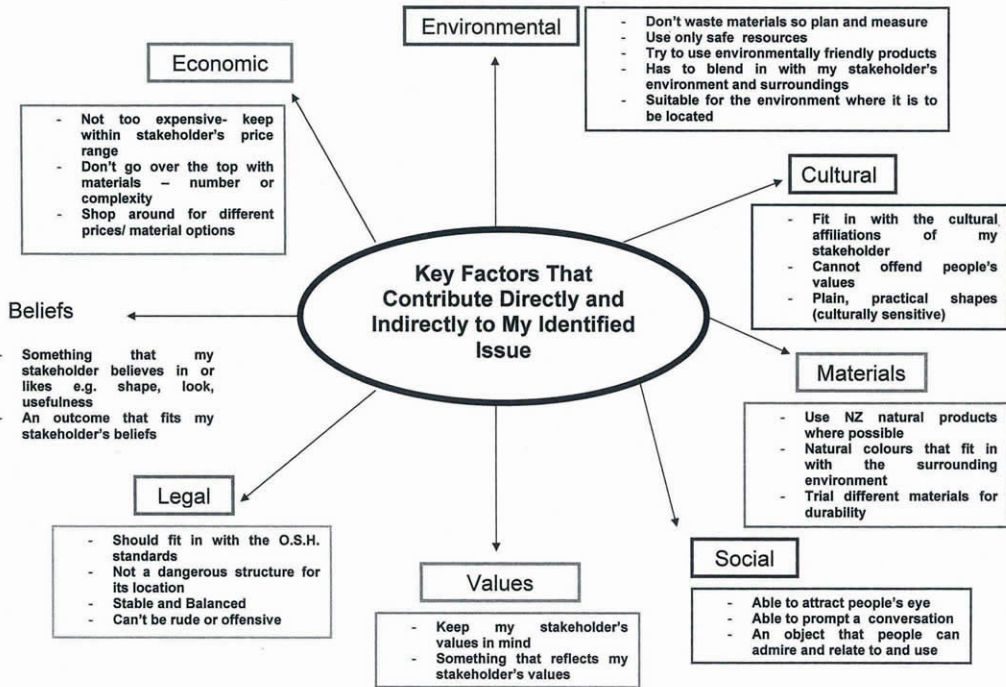 Environmental
- Don't waste materials so plan and measure
- Use only safe resources
- Try to use environmentally friendly products
- Has to blend in with my stakeholder's
environment and surroundings
- Suitable for the environment where it is to
be located
Economic
- Not too expensive- keep
within stakeholder's price
range
- Don't go over the top with
materials – number or
complexity
- Shop around for different
prices/ material options
Cultural
- Fit in with the cultural
affiliations of my
stakeholder
- Cannot offend people's
values
- Plain, practical shapes
(culturally sensitive)
Key Factors That
Contribute Directly and
Indirectly to My Identified
Issue
Beliefs
- Something that my
stakeholder believes in or
likes e.g. shape, look,
usefulness
- An outcome that fits my
stakeholder's beliefs
Materials
- Use NZ natural products
where possible
- Natural colours that fit in
with the surrounding
environment
- Trial different materials for
durability
Legal
- Should fit in with the O.S.H.
standards
- Not a dangerous structure for
its location
- Stable and Balanced
- Can't be rude or offensive
Values
- Keep my stakeholder's
values in mind
- Something that reflects my
stakeholder's values
Social
- Able to attract people's eye
- Able to prompt a conversation
- An object that people can
admire and relate to and use